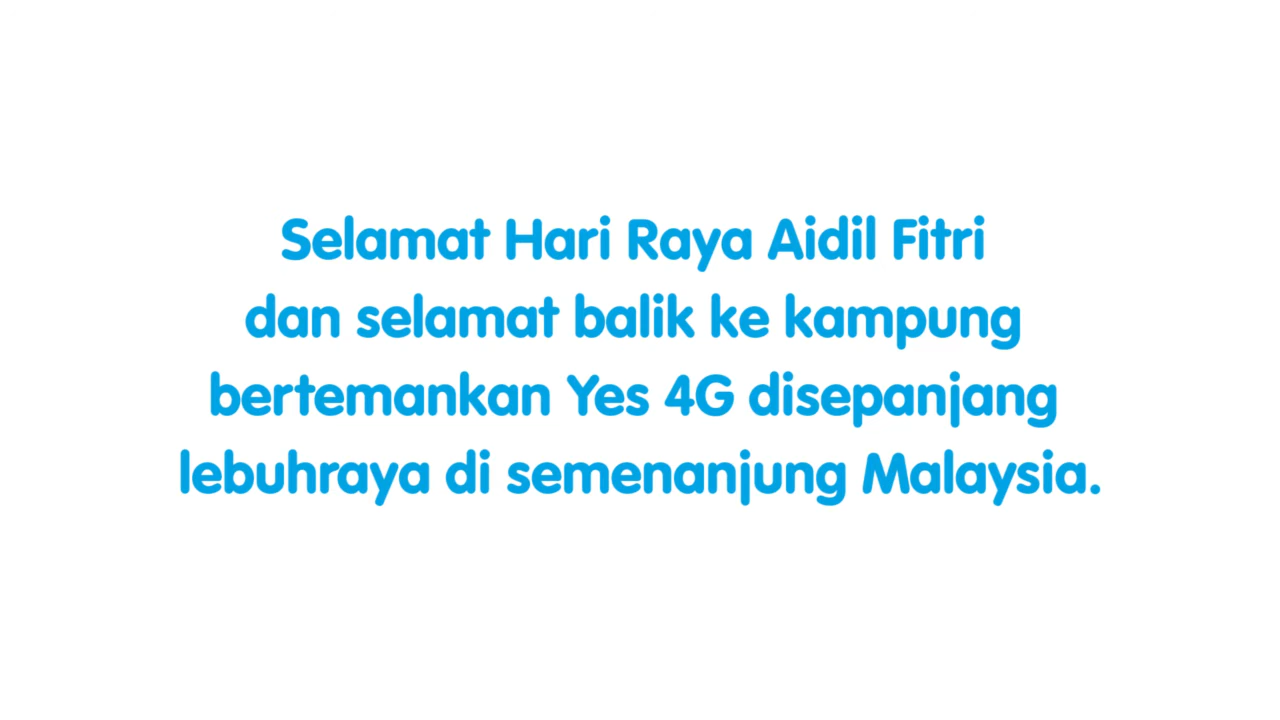 Selamat Hari Raya Aidil Fitri
dan selamat balik ke kampung
bertemankan Yes 4G disepanjang
lebuhraya di semenanjung Malaysia.